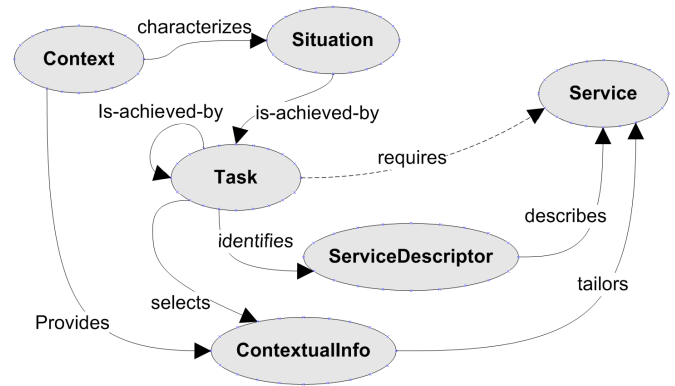 characterizes
Situation
Context
Service
Is-achieved-by
is-achieved-by
requires
Task
describes
identifies
ServiceDescriptor
tailors
selects
Provides
ContextualInfo